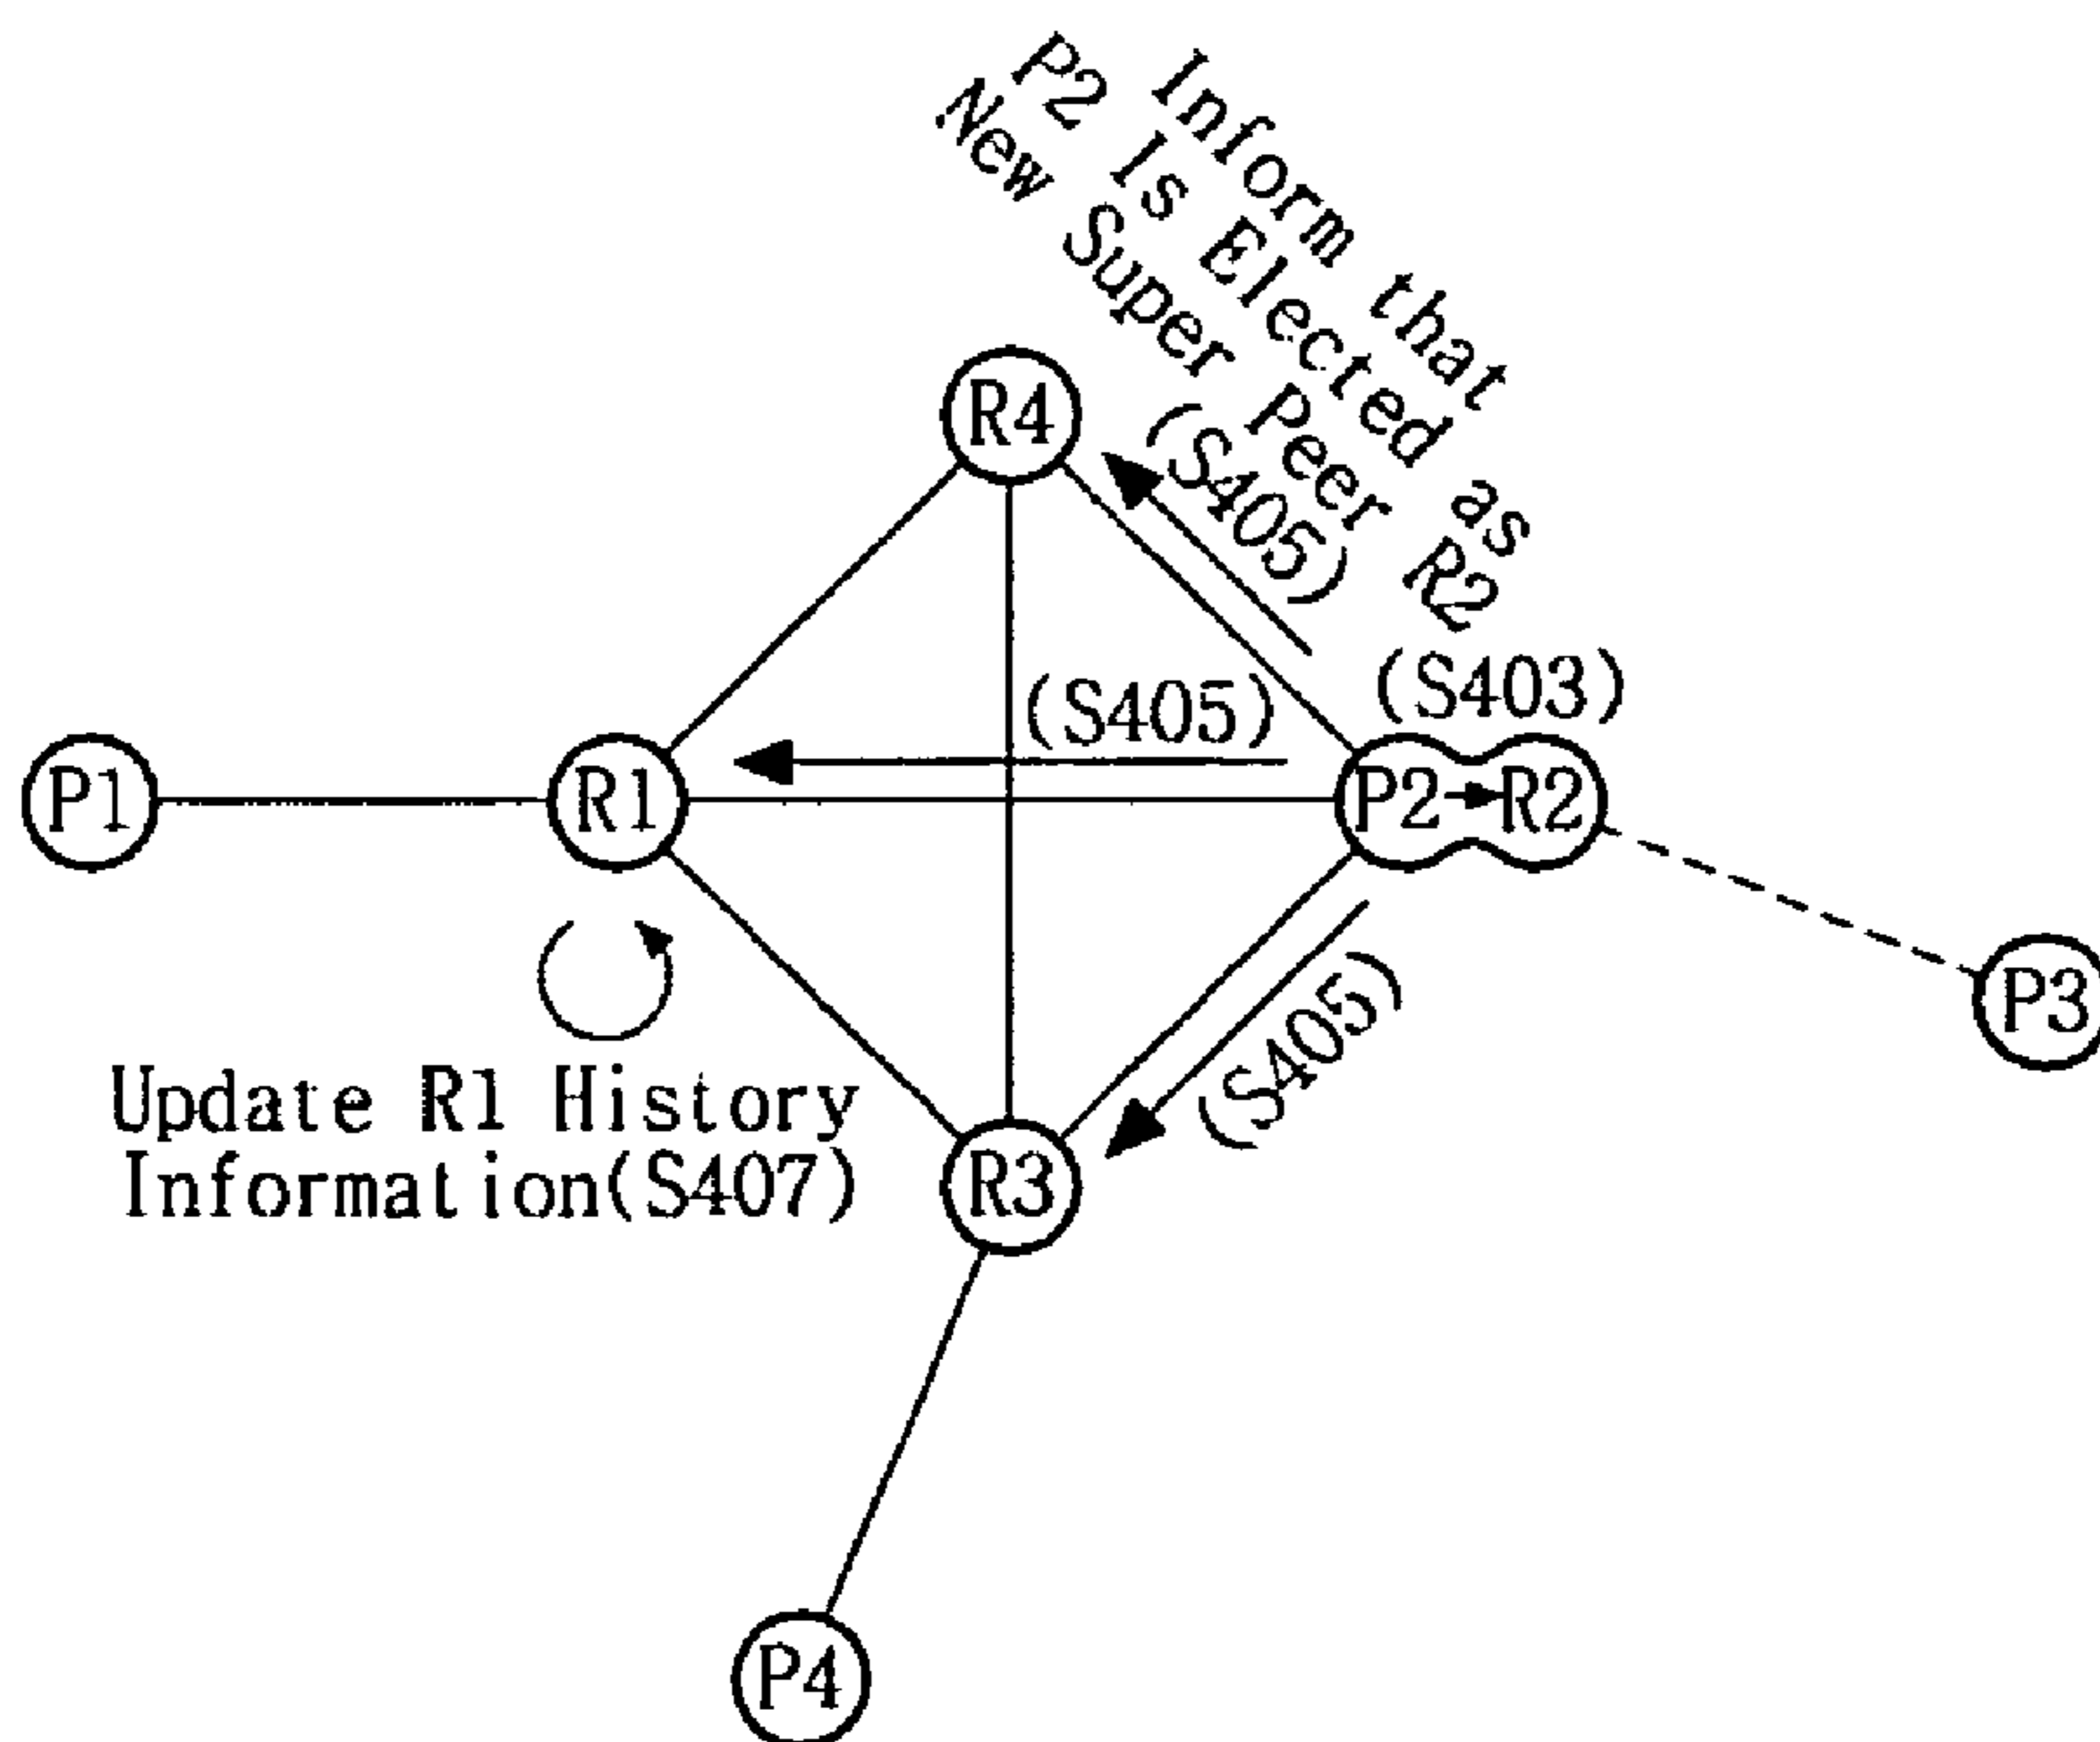 Inform that
P2 Is Elected as
New Super Peer R2
(S405)
R4
(S403)
(S405)
P1
R1
P2
R2
P3
(S405)
Update R1 History
Information(S407)
R3
P4